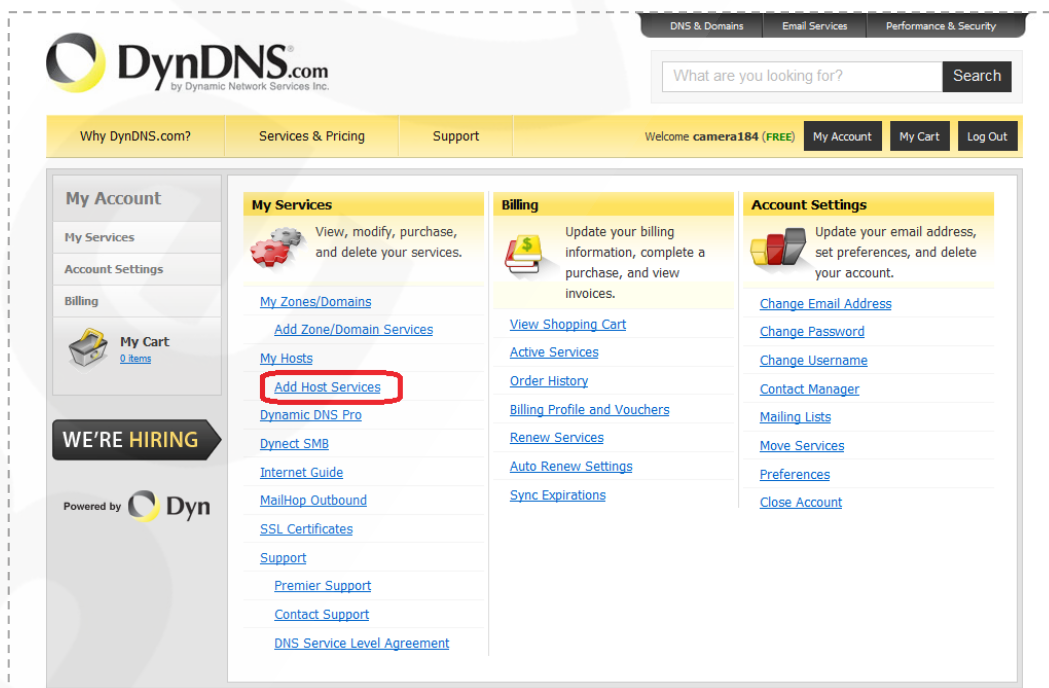 DNS & Domains
Email Services
Performance & Security
DynDNS.com
by Dynamic Network Services Inc.
What are you looking for?
Search
Why DynDNS.com?
Services & Pricing
Support
Welcome camera184 (FREE)
My Account
My Cart
Log Out
My Account
My Services
Account Settings
Billing
My Cart
0 items
WE'RE HIRING
Powered by Dyn
My Services
View, modify, purchase,
and delete your services.
My Zones/Domains
Add Zone/Domain Services
My Hosts
Add Host Services
Dynamic DNS Pro
Dynect SMB
Internet Guide
MailHop Outbound
SSL Certificates
Support
Premier Support
Contact Support
DNS Service Level Agreement
Billing
Update your billing
information, complete a
purchase, and view
invoices.
View Shopping Cart
Active Services
Order History
Billing Profile and Vouchers
Renew Services
Auto Renew Settings
Sync Expirations
Account Settings
Update your email address,
set preferences, and delete
your account.
Change Email Address
Change Password
Change Username
Contact Manager
Mailing Lists
Move Services
Preferences
Close Account